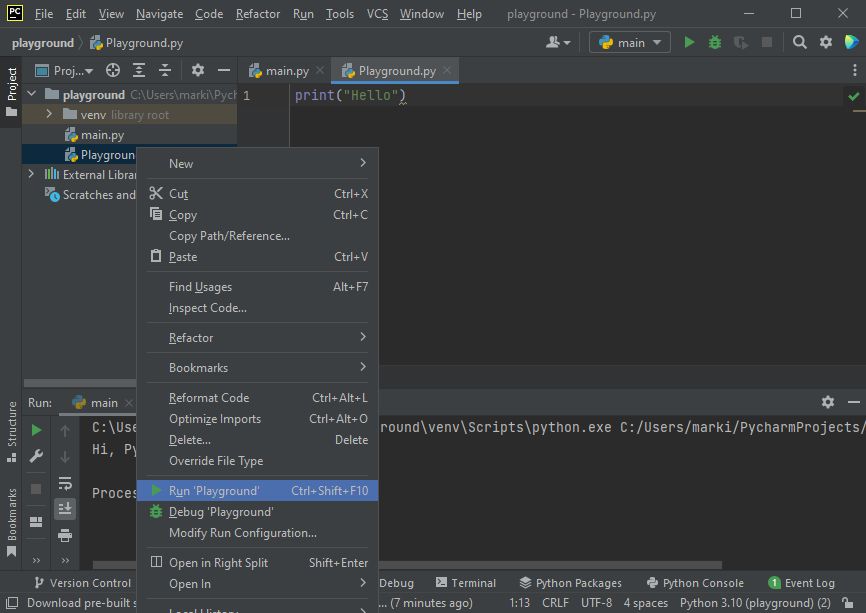 PC File Edit View Navigate Code Refactor Run Tools VCS Window Help playground - Playground.py
playground Playground.py main
Project Proj... main.py Playground.py
playground C:\Users\marki\Pych
1 print("Hello")
venv library root
main.py
Playgroun
External Librar
Scratches and
New
Cut Ctrl+X
Copy Ctrl+C
Copy Path/Reference...
Paste Ctrl+V
Find Usages Alt+F7
Inspect Code...
Refactor
Bookmarks
Reformat Code Ctrl+Alt+L
Optimize Imports Ctrl+Alt+O
Delete... Delete
Override File Type
Run 'Playground' Ctrl+Shift+F10
Debug 'Playground'
Modify Run Configuration...
Open in Right Split Shift+Enter
Open In
Local History
Structure
Bookmarks
Run: main
C:\Use round\venv\Scripts\python.exe C:/Users/marki/PycharmProjects/
Hi, Py
Proces
Version Control Debug Terminal Python Packages Python Console 1 Event Log
Download pre-built s ... (7 minutes ago) 1:13 CRLF UTF-8 4 spaces Python 3.10 (playground) (2)